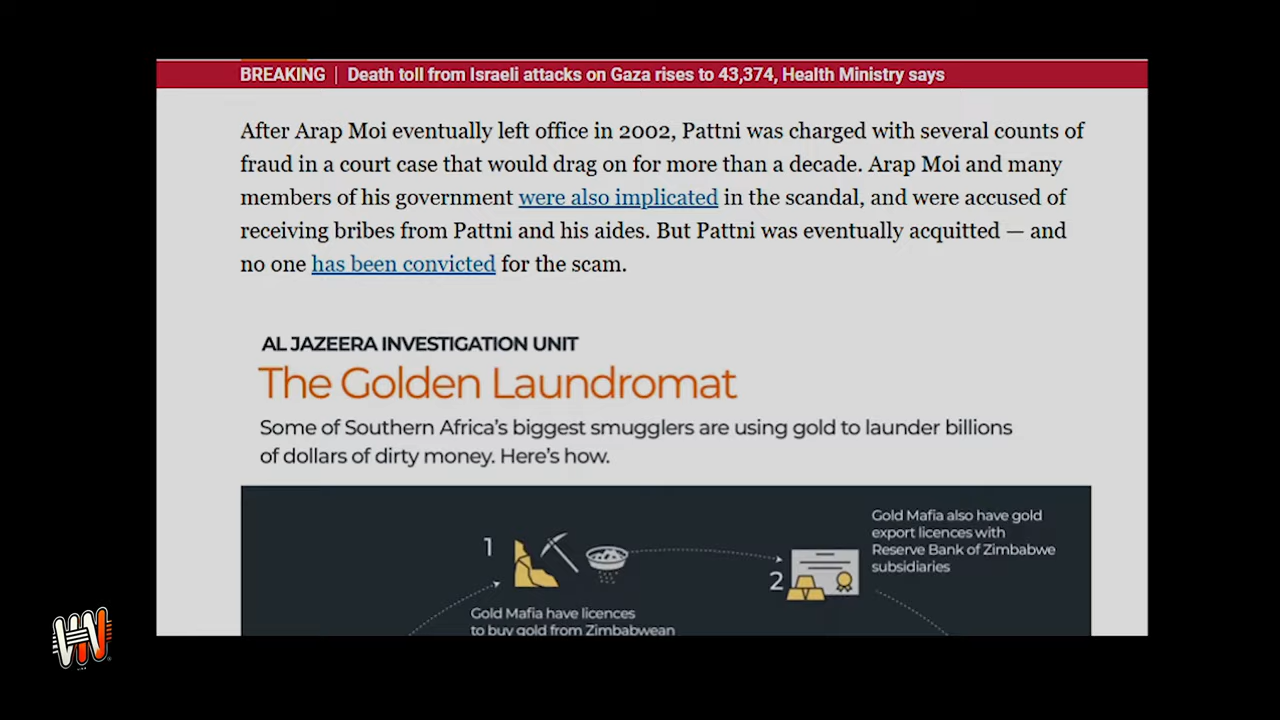 BREAKING | Death toll from Israeli attacks on Gaza rises to 43,374, Health Ministry says
After Arap Moi eventually left office in 2002, Pattni was charged with several counts of
fraud in a court case that would drag on for more than a decade. Arap Moi and many
members of his government were also implicated in the scandal, and were accused of
receiving bribes from Pattni and his aides. But Pattni was eventually acquitted — and
no one has been convicted for the scam.
AL JAZEERA INVESTIGATION UNIT
The Golden Laundromat
Some of Southern Africa's biggest smugglers are using gold to launder billions
of dollars of dirty money. Here's how.
1
Gold Mafia have licences
to buy gold from Zimbabwean
2
Gold Mafia also have gold
export licences with
Reserve Bank of Zimbabwe
subsidiaries